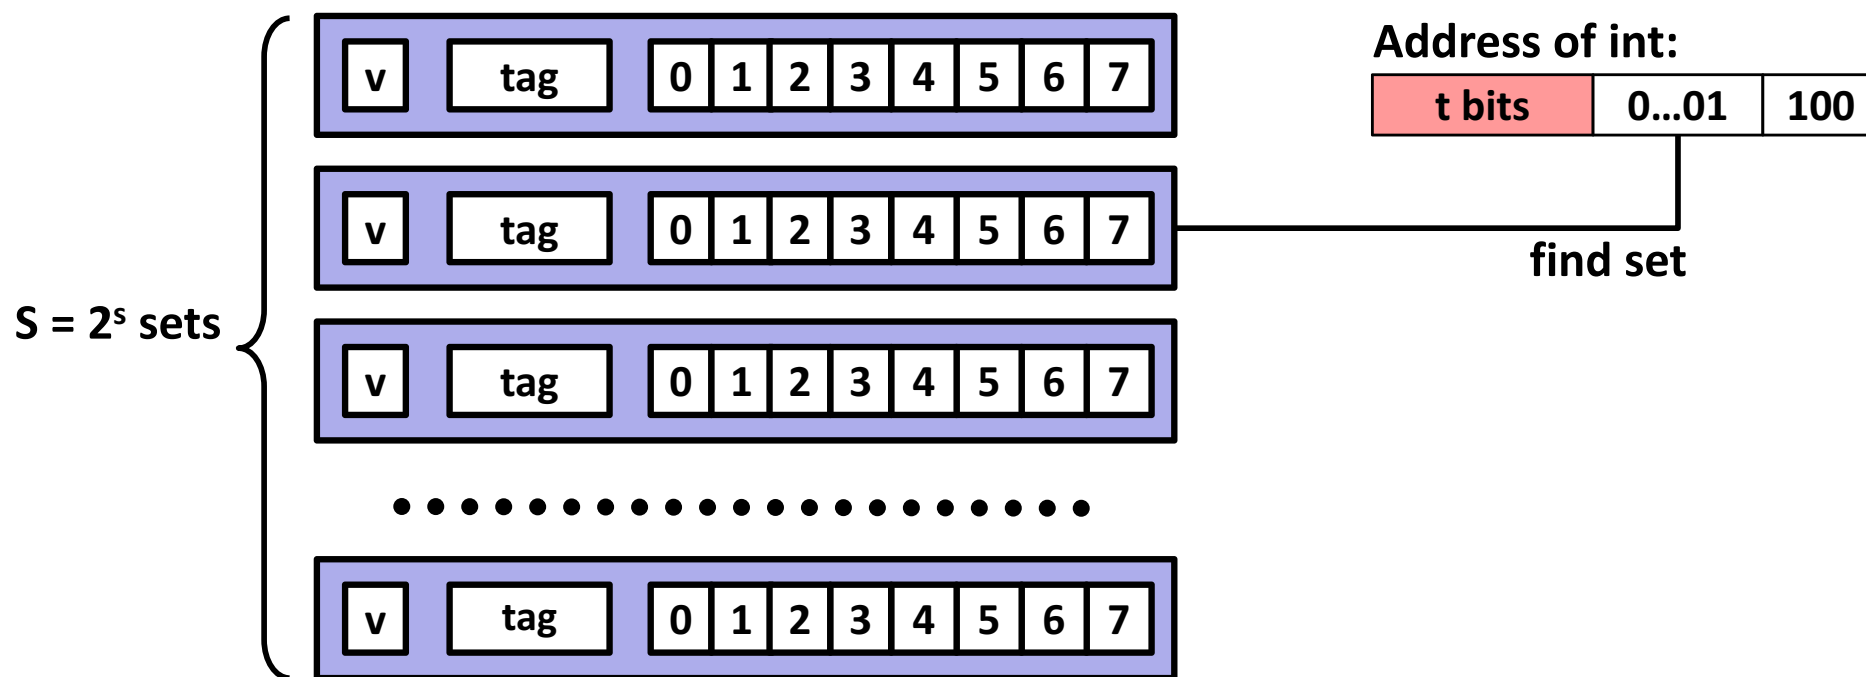 v tag 0 1 2 3 4 5 6 7
Address of int:
t bits 0...01 100
v tag 0 1 2 3 4 5 6 7
find set
S = 2ˢ sets
v tag 0 1 2 3 4 5 6 7
v tag 0 1 2 3 4 5 6 7